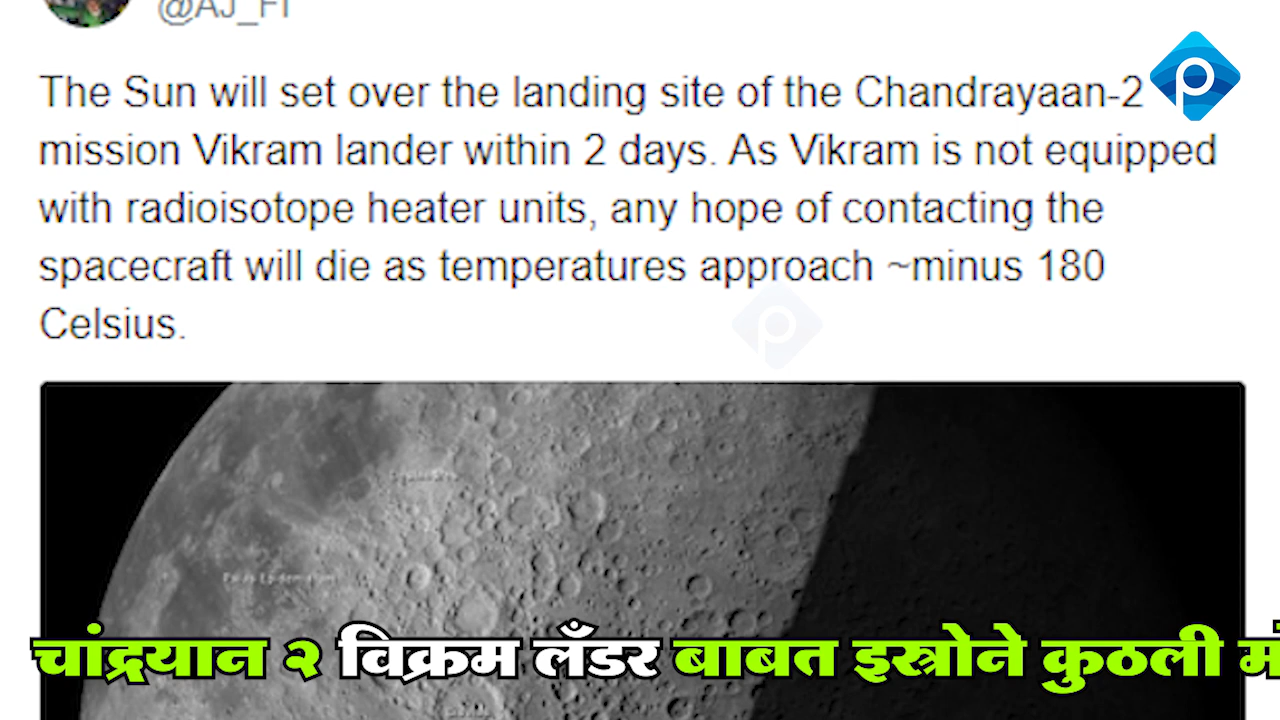 @AJ_FI
The Sun will set over the landing site of the Chandrayaan-2
mission Vikram lander within 2 days. As Vikram is not equipped
with radioisotope heater units, any hope of contacting the
spacecraft will die as temperatures approach ~minus 180
Celsius.
चांद्रयान २ विक्रम लँडर बाबत इस्रोने कुठली